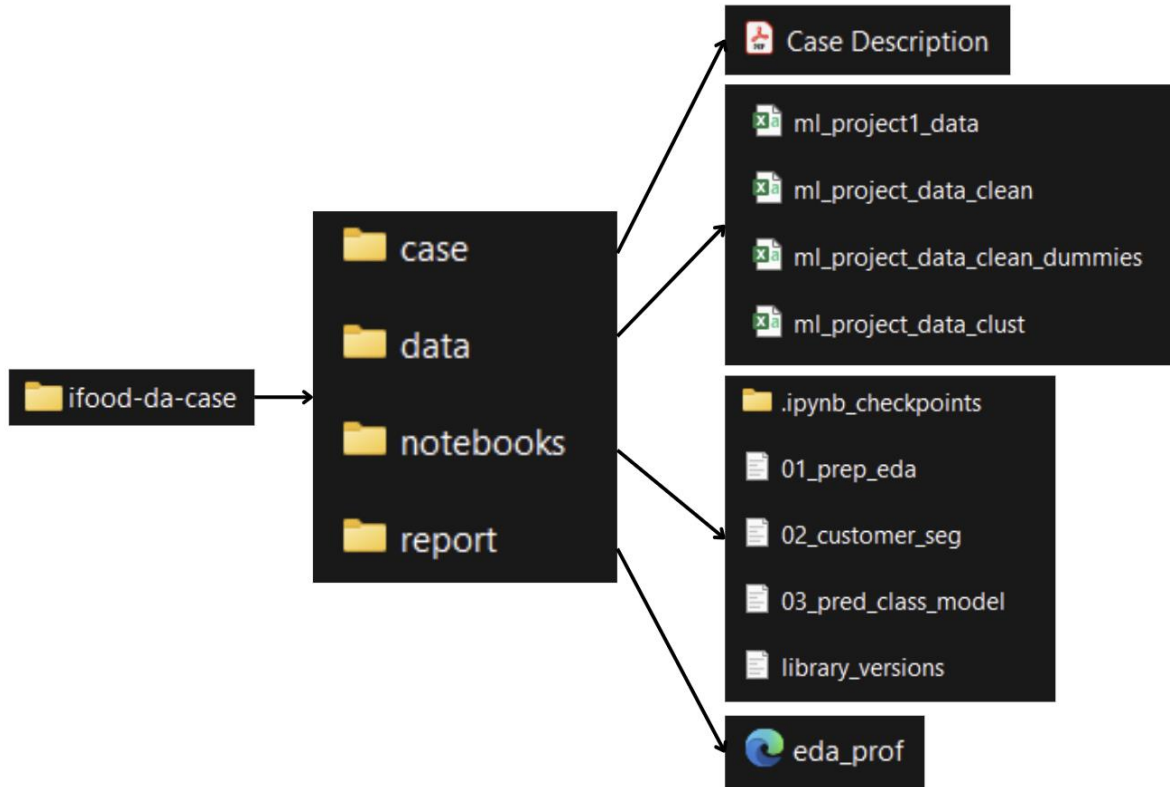 ifood-da-case
case
data
notebooks
report
Case Description
ml_project1_data
ml_project_data_clean
ml_project_data_clean_dummies
ml_project_data_clust
.ipynb_checkpoints
01_prep_eda
02_customer_seg
03_pred_class_model
library_versions
eda_prof